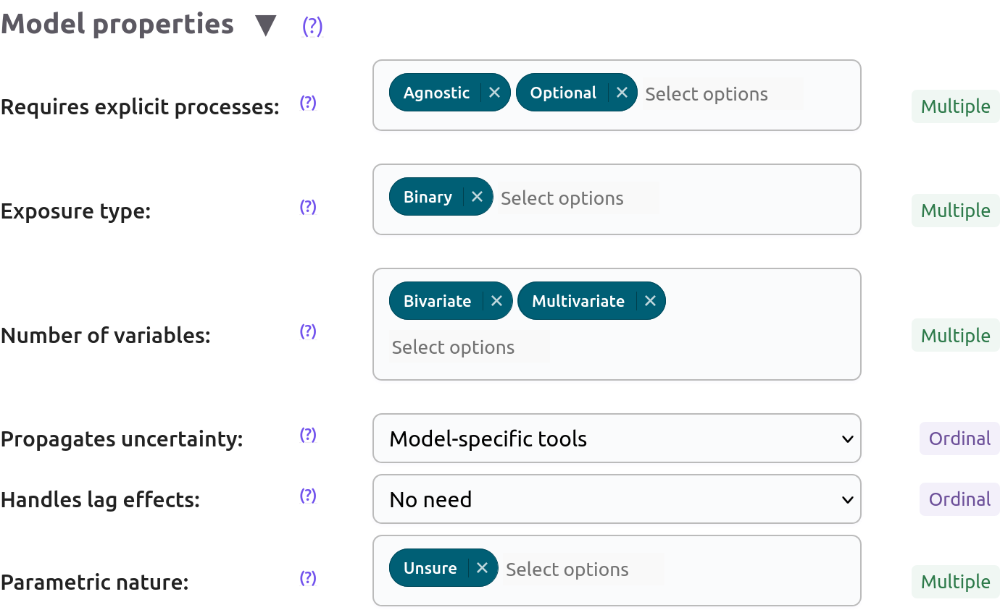 Model properties ▼ (?)
Requires explicit processes: (?) Agnostic × Optional × Select options Multiple
Exposure type: (?) Binary × Select options Multiple
Number of variables: (?) Bivariate × Multivariate × Multiple
Select options
Propagates uncertainty: (?) Model-specific tools Ordinal
Handles lag effects: (?) No need Ordinal
Parametric nature: (?) Unsure × Select options Multiple